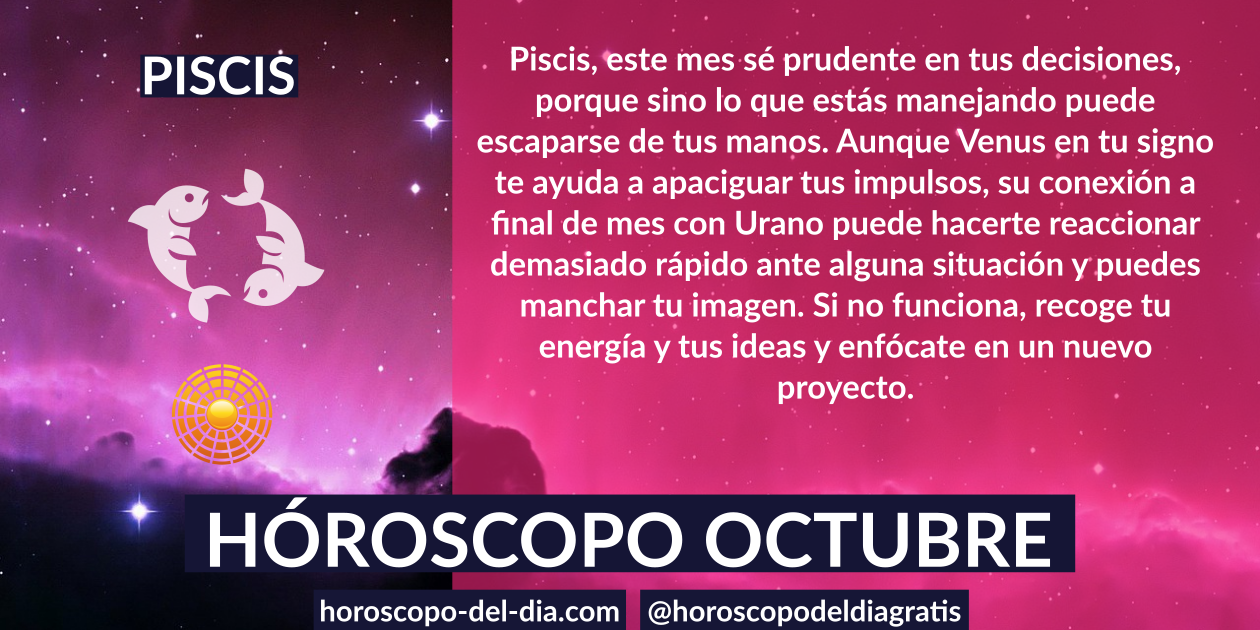 PISCIS
Piscis, este mes sé prudente en tus decisiones,
porque sino lo que estás manejando puede
escaparse de tus manos. Aunque Venus en tu signo
te ayuda a apaciguar tus impulsos, su conexión a
final de mes con Urano puede hacerte reaccionar
demasiado rápido ante alguna situación y puedes
manchar tu imagen. Si no funciona, recoge tu
energía y tus ideas y enfócate en un nuevo
proyecto.
HÓROSCOPO OCTUBRE
horoscopo-del-dia.com @horoscopodeldiagratis